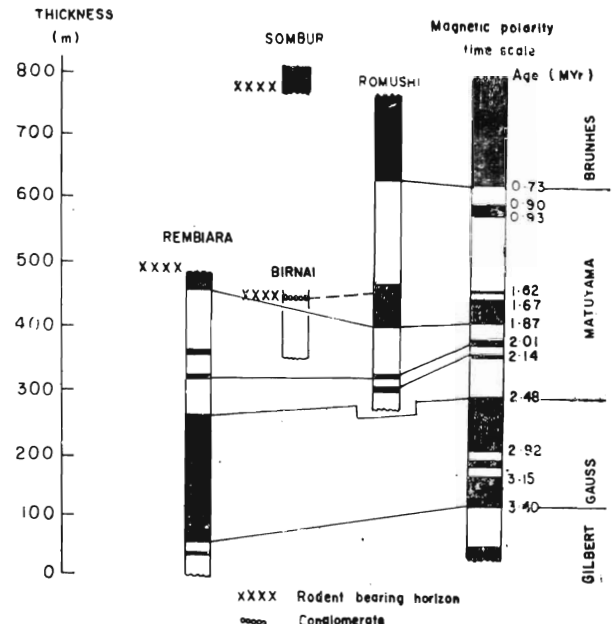 THICKNESS
(m)
SOMBUR
Magnetic polarity
time scale
Age (MYr)
800
XXXX
ROMUSHI
700
BRUNHES
600
0.73
0.90
0.93
REMBIARA
500
XXXX
BIRNAI
XXXX
1.62
1.67
MATUYAMA
400
1.87
2.01
2.14
300
2.48
200
2.92
GAUSS
3.15
100
3.40
GILBERT
0
XXXX Rodent bearing horizon
Conglomerate